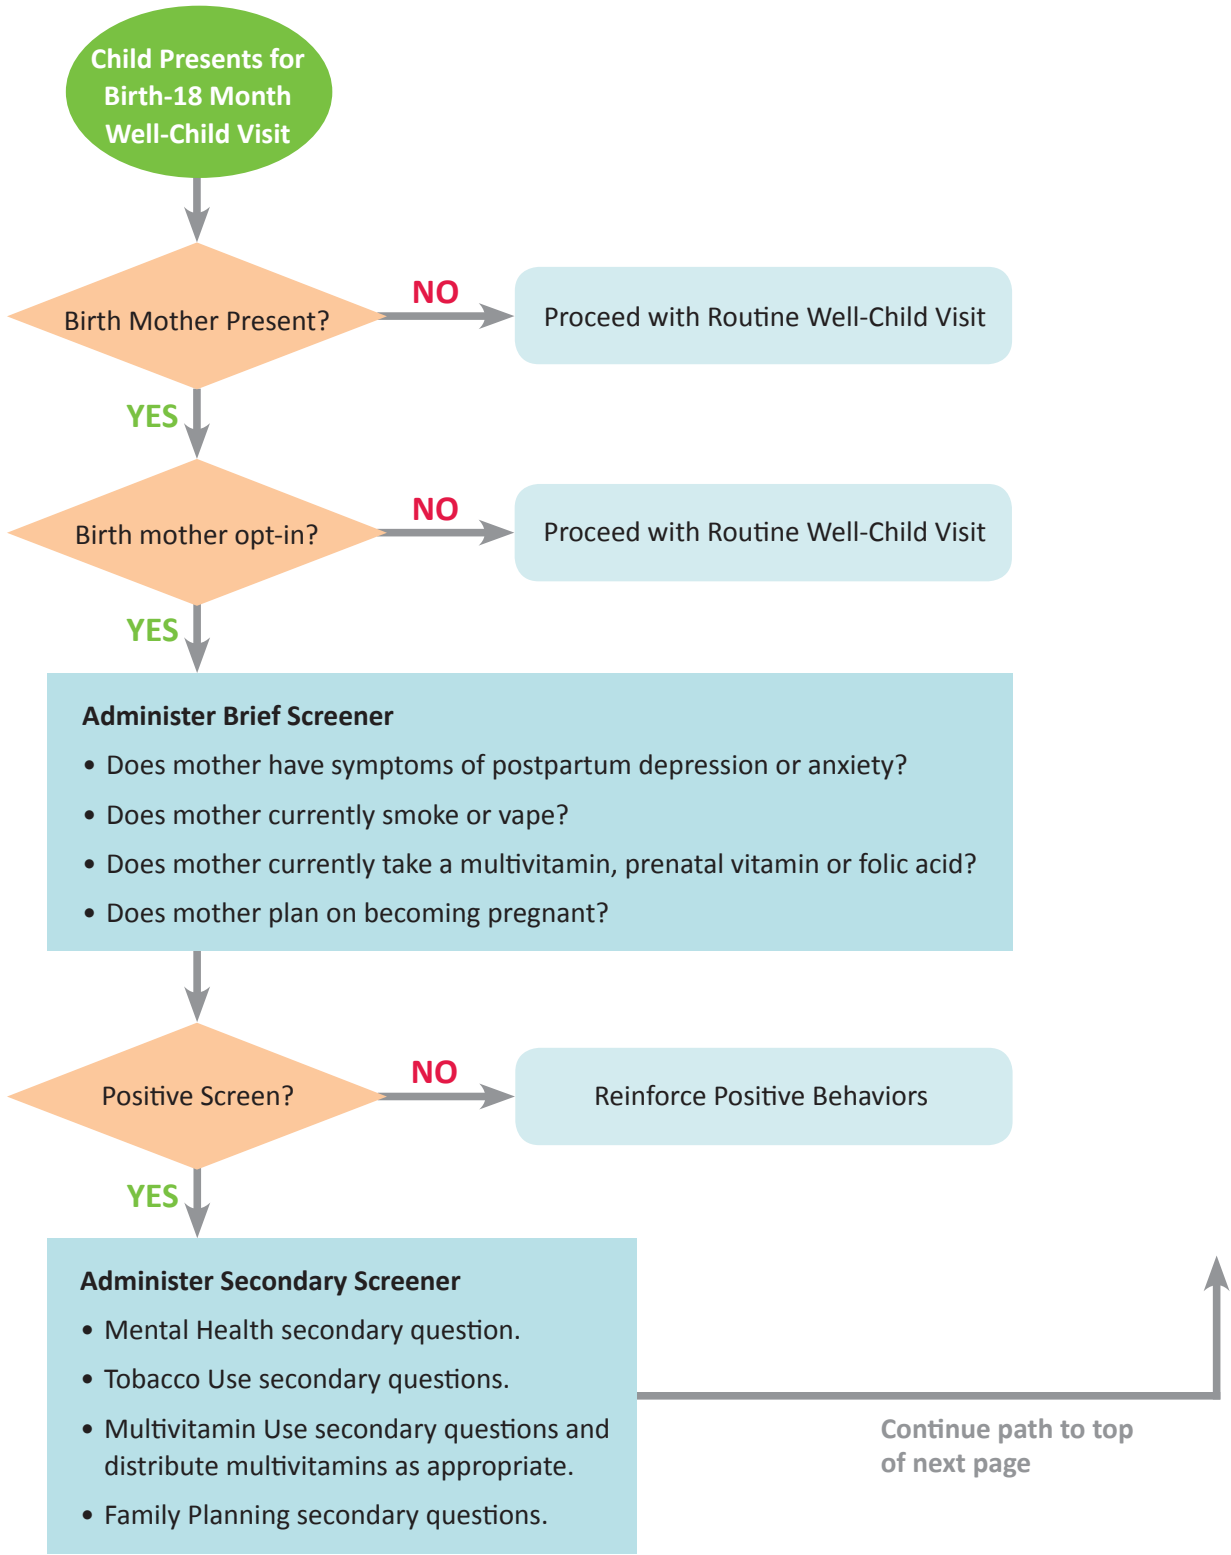 Child Presents for
Birth-18 Month
Well-Child Visit
Birth Mother Present?
NO
Proceed with Routine Well-Child Visit
YES
Birth mother opt-in?
NO
Proceed with Routine Well-Child Visit
YES
Administer Brief Screener
• Does mother have symptoms of postpartum depression or anxiety?
• Does mother currently smoke or vape?
• Does mother currently take a multivitamin, prenatal vitamin or folic acid?
• Does mother plan on becoming pregnant?
Positive Screen?
NO
Reinforce Positive Behaviors
YES
Administer Secondary Screener
• Mental Health secondary question.
• Tobacco Use secondary questions.
• Multivitamin Use secondary questions and
distribute multivitamins as appropriate.
• Family Planning secondary questions.
Continue path to top
of next page